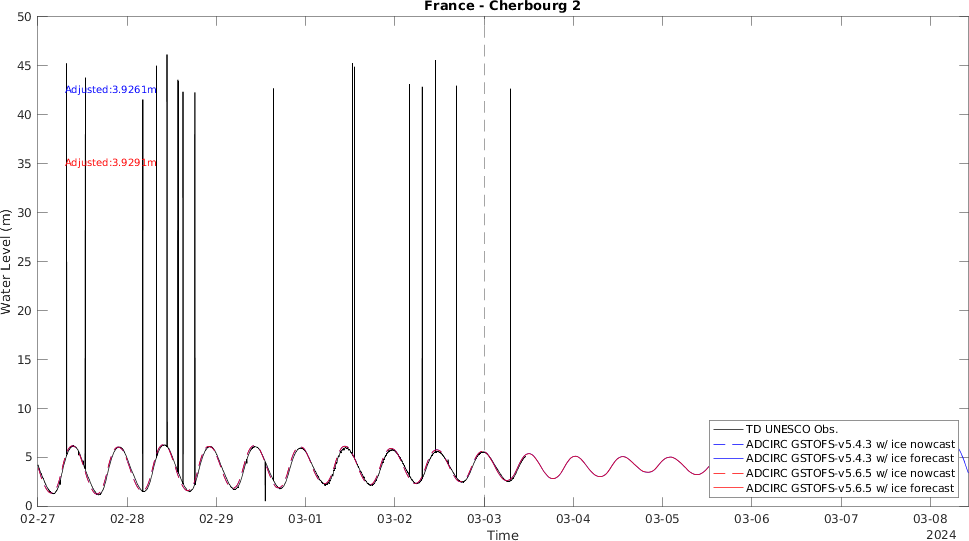 France - Cherbourg 2
50
45
40
35
30
25
20
15
10
5
0
Water Level (m)
Adjusted:3.9261m
Adjusted:3.9291m
TD UNESCO Obs.
ADCIRC GSTOFS-v5.4.3 w/ ice nowcast
ADCIRC GSTOFS-v5.4.3 w/ ice forecast
ADCIRC GSTOFS-v5.6.5 w/ ice nowcast
ADCIRC GSTOFS-v5.6.5 w/ ice forecast
02-27 02-28 02-29 03-01 03-02 03-03 03-04 03-05 03-06 03-07 03-08
2024
Time